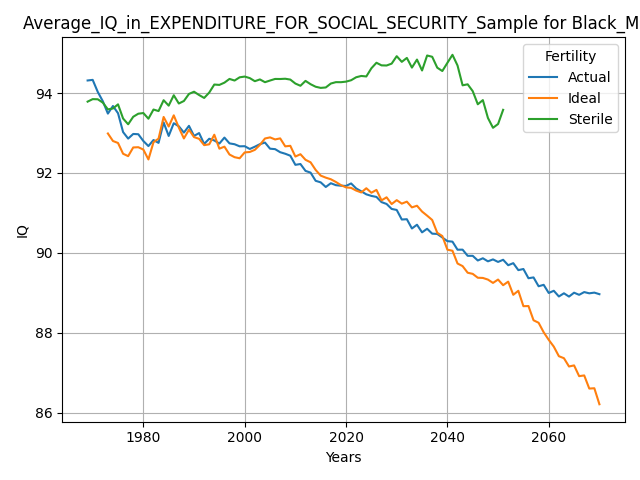 Average_IQ_in_EXPENDITURE_FOR_SOCIAL_SECURITY_Sample for Black_M
Fertility
Actual
Ideal
Sterile
IQ
94
92
90
88
86
1980 2000 2020 2040 2060
Years